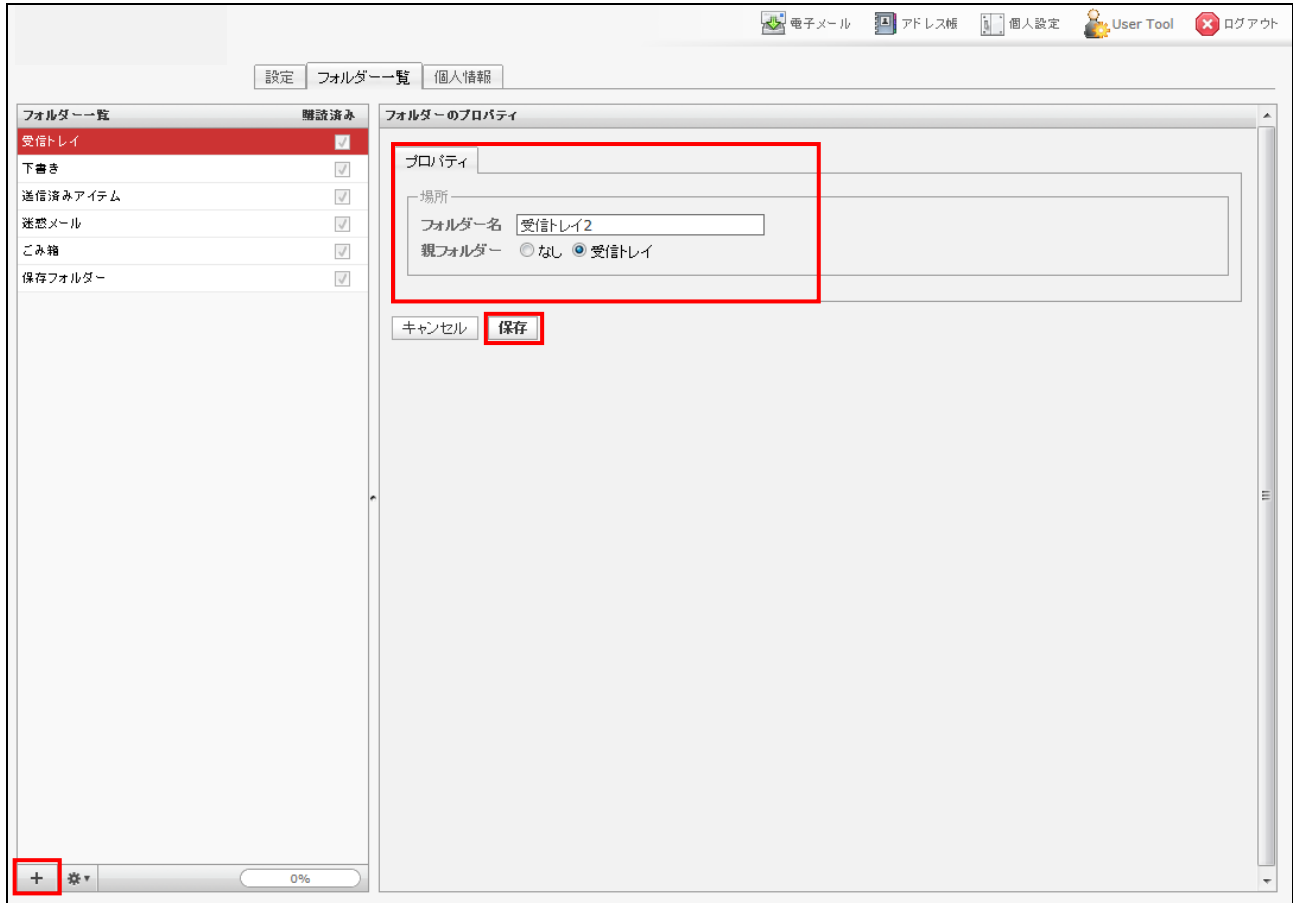 電子メール アドレス帳 個人設定 User Tool ログアウト
設定 フォルダー一覧 個人情報
フォルダー一覧 購読済み
受信トレイ
下書き
送信済みアイテム
迷惑メール
ごみ箱
保存フォルダー
フォルダーのプロパティ
プロパティ
場所
フォルダー名 受信トレイ2
親フォルダー なし 受信トレイ
キャンセル 保存
0%